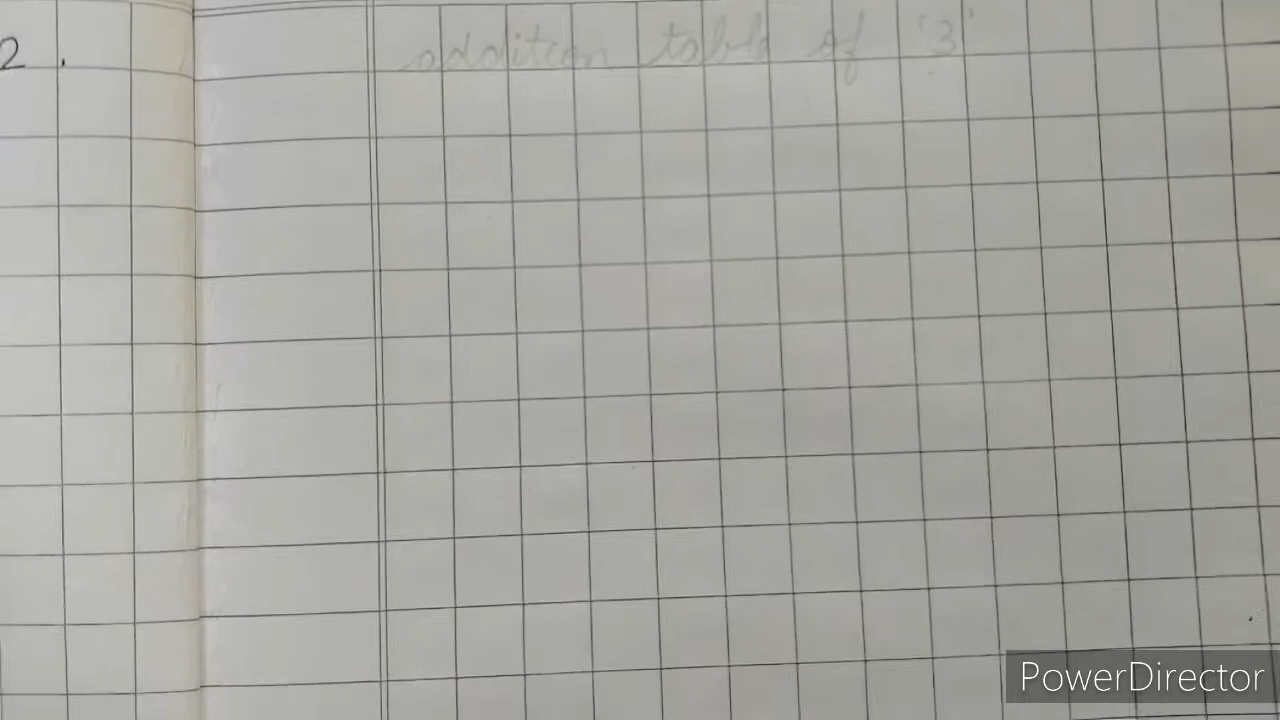 2.
addition table of '3'
PowerDirector